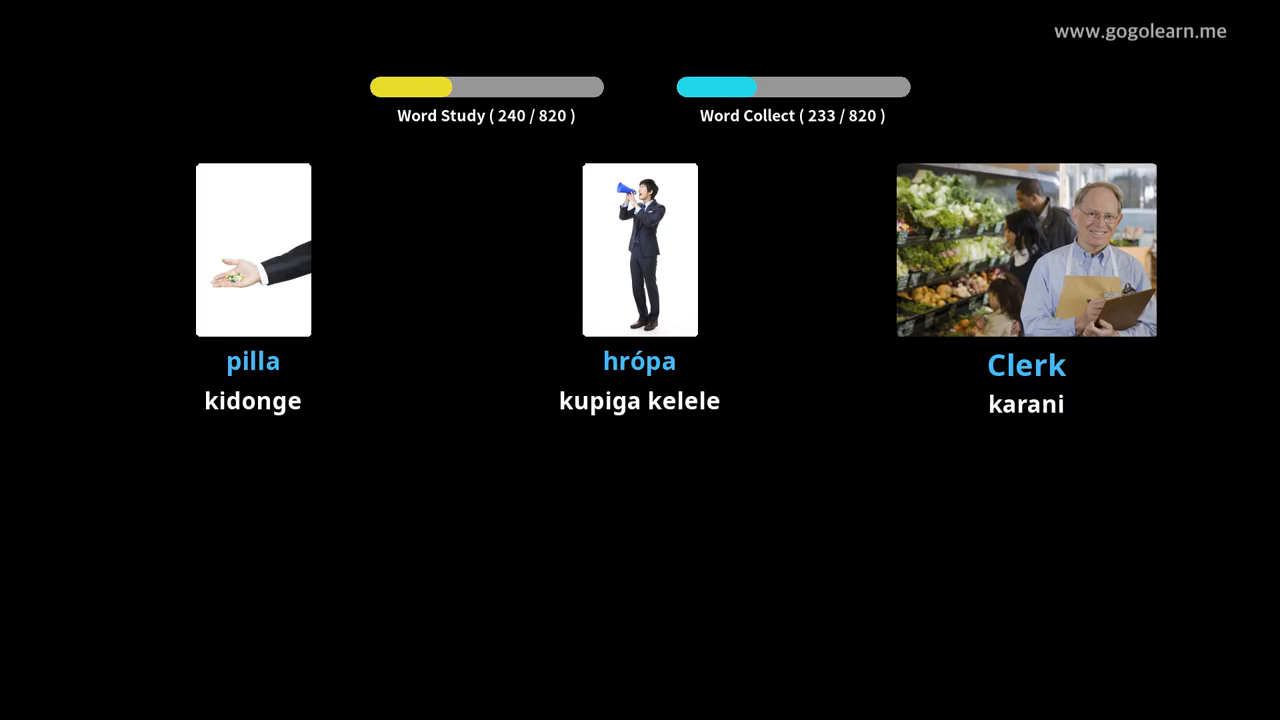 www.gogolearn.me
Word Study ( 240 / 820 )
Word Collect ( 233 / 820 )
pilla
kidonge
hrópa
kupiga kelele
Clerk
karani